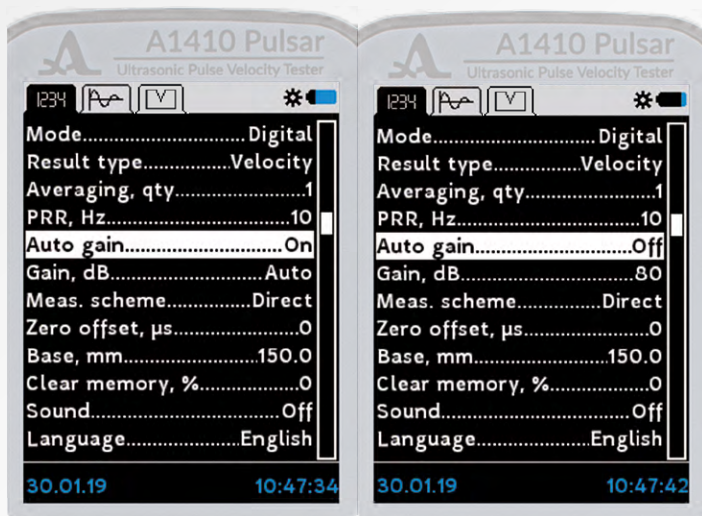 A1410 Pulsar
Ultrasonic Pulse Velocity Tester
1234
V
Mode..............................Digital
Result type................Velocity
Averaging, qty........................1
PRR, Hz.................................10
Auto gain..............................On
Gain, dB............................Auto
Meas. scheme................Direct
Zero offset, µs.......................0
Base, mm........................150.0
Clear memory, %..................0
Sound...................................Off
Language......................English
30.01.19 10:47:34
A1410 Pulsar
Ultrasonic Pulse Velocity Tester
1234
V
Mode..............................Digital
Result type................Velocity
Averaging, qty........................1
PRR, Hz.................................10
Auto gain..............................Off
Gain, dB................................80
Meas. scheme................Direct
Zero offset, µs.......................0
Base, mm........................150.0
Clear memory, %..................0
Sound...................................Off
Language......................English
30.01.19 10:47:42